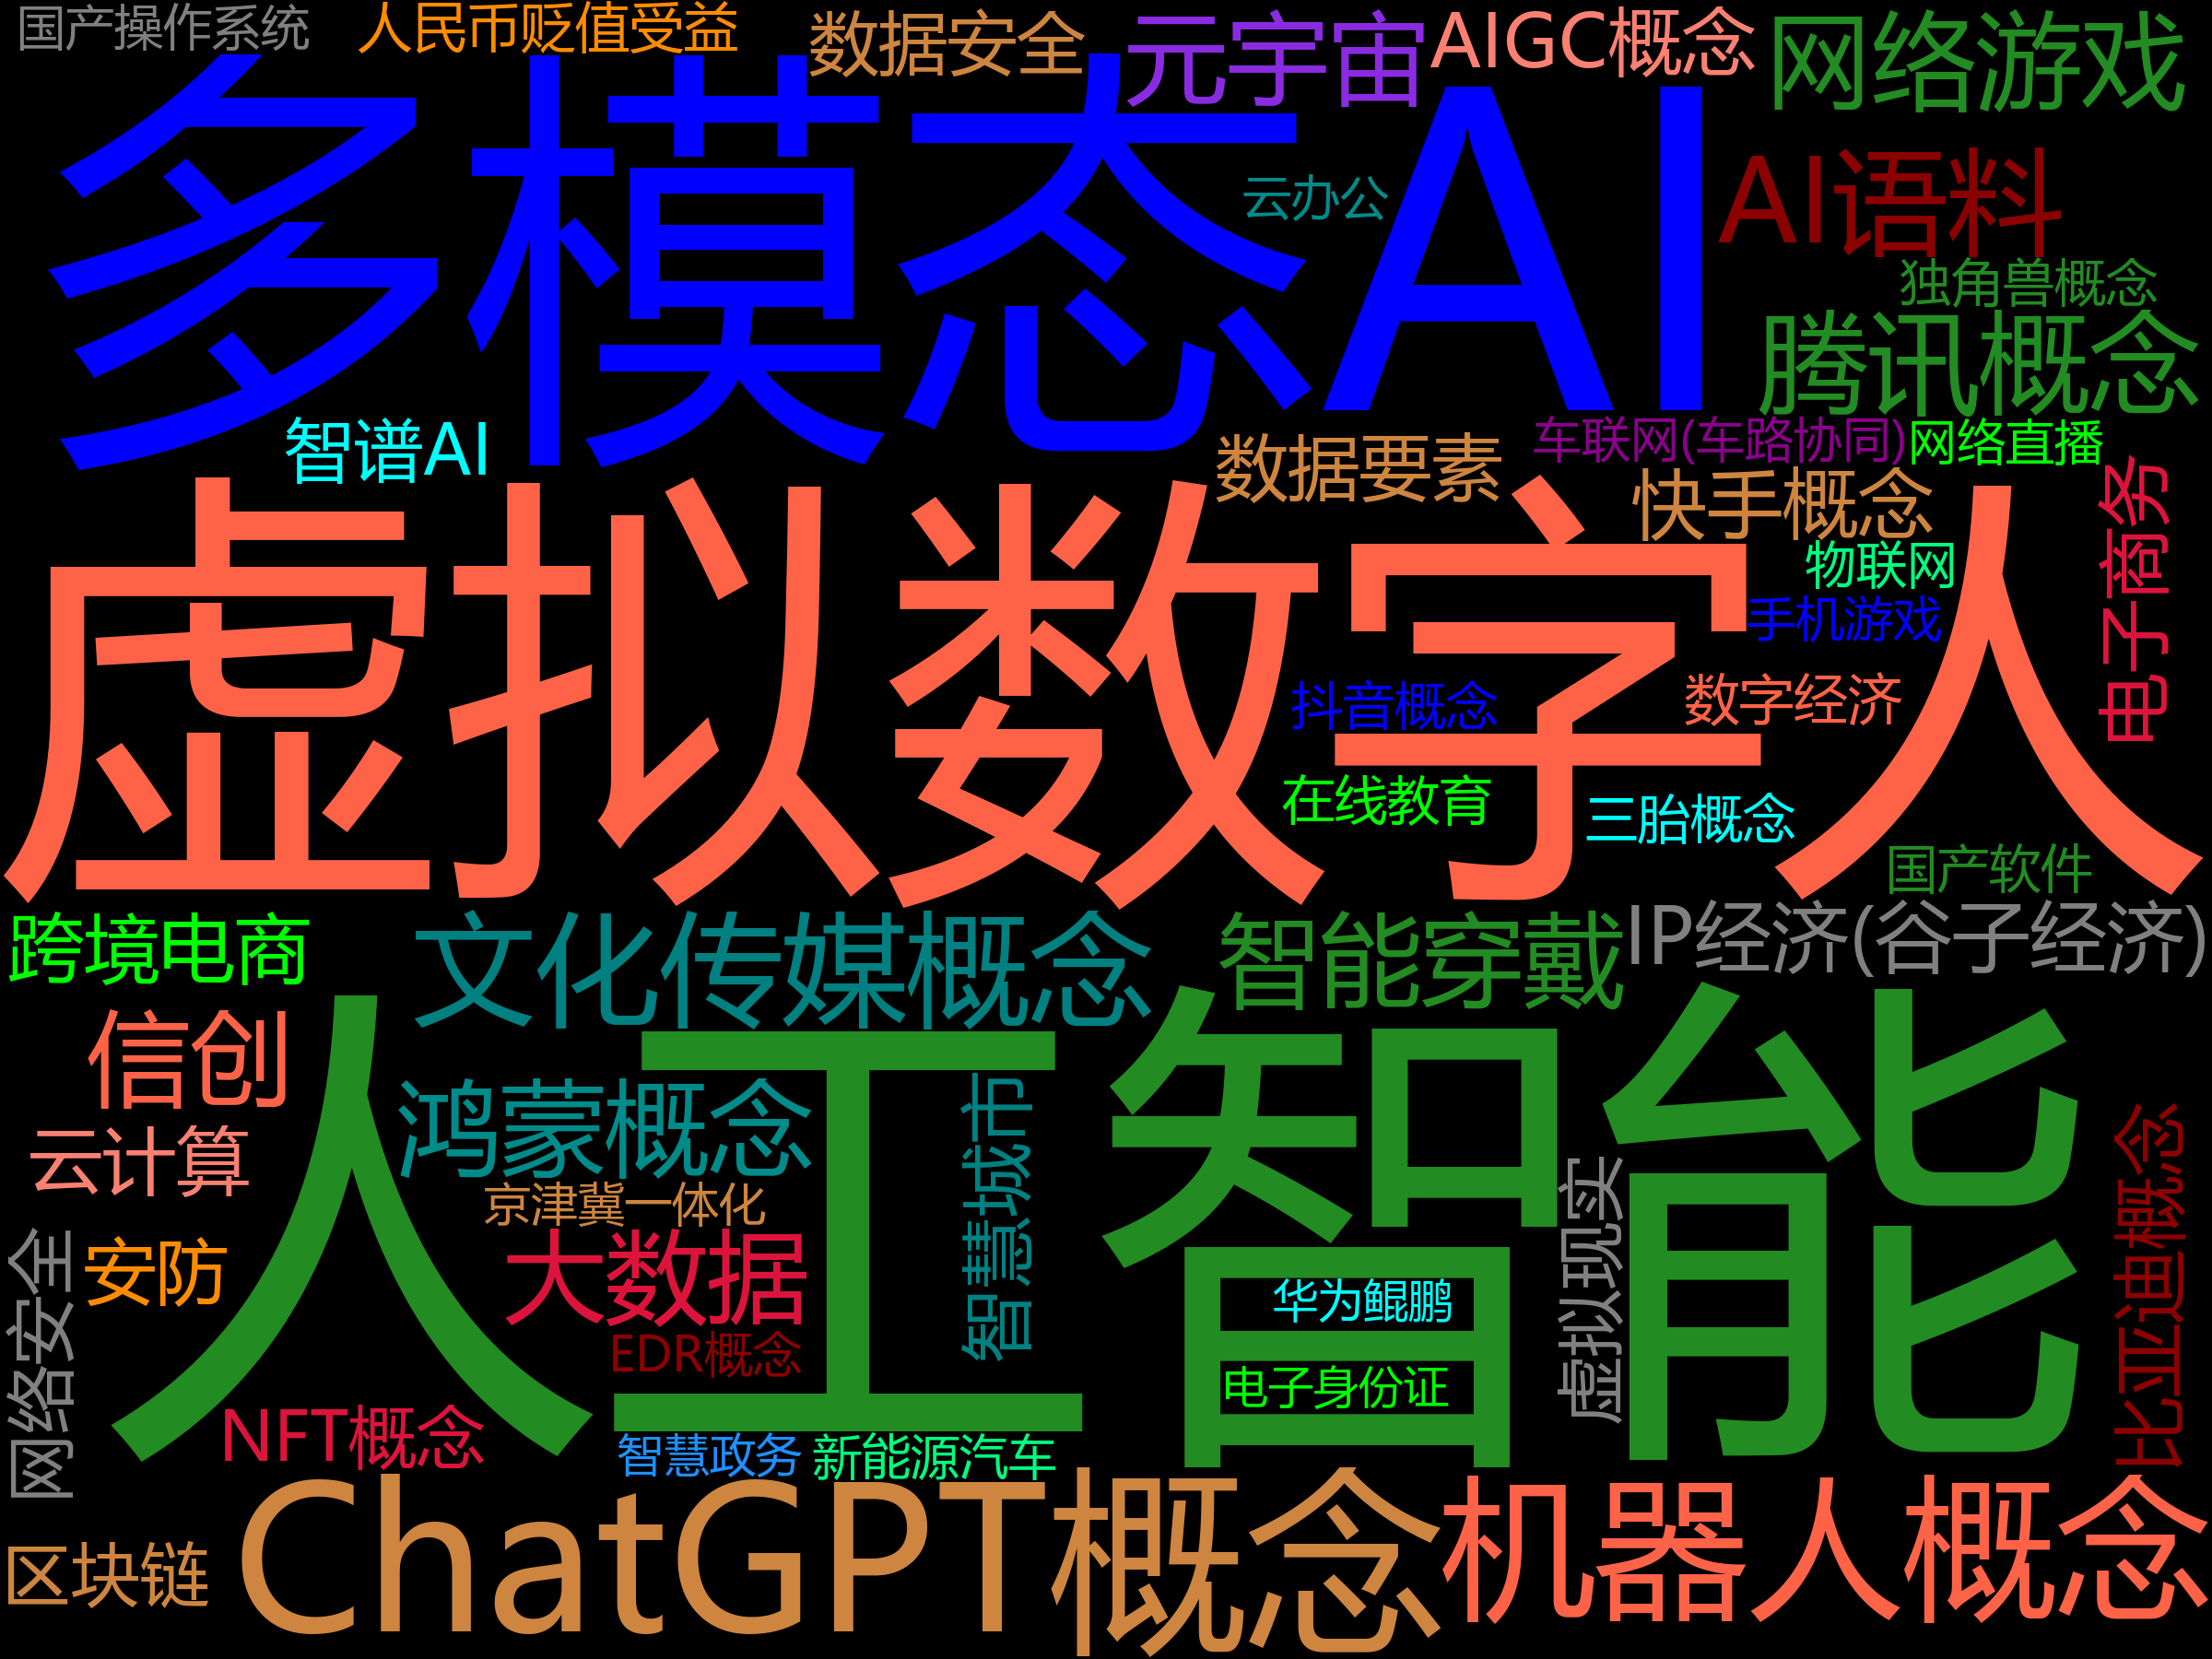 国产操作系统
人民币贬值受益
数据安全
元宇宙
AIGC概念
网络游戏
多模态AI
云办公
AI语料
独角兽概念
腾讯概念
智谱AI
数据要素
车联网(车路协同)
网络直播
快手概念
电子商务
虚拟数字人
物联网
手机游戏
抖音概念
数字经济
在线教育
三胎概念
国产软件
跨境电商
文化传媒概念
智能穿戴
IP经济(谷子经济)
人工智能
信创
鸿蒙概念
智慧城市
云计算
京津冀一体化
虚拟现实
比亚迪概念
网络安全
安防
大数据
华为鲲鹏
EDR概念
电子身份证
NFT概念
智慧政务
新能源汽车
区块链
ChatGPT概念
机器人概念